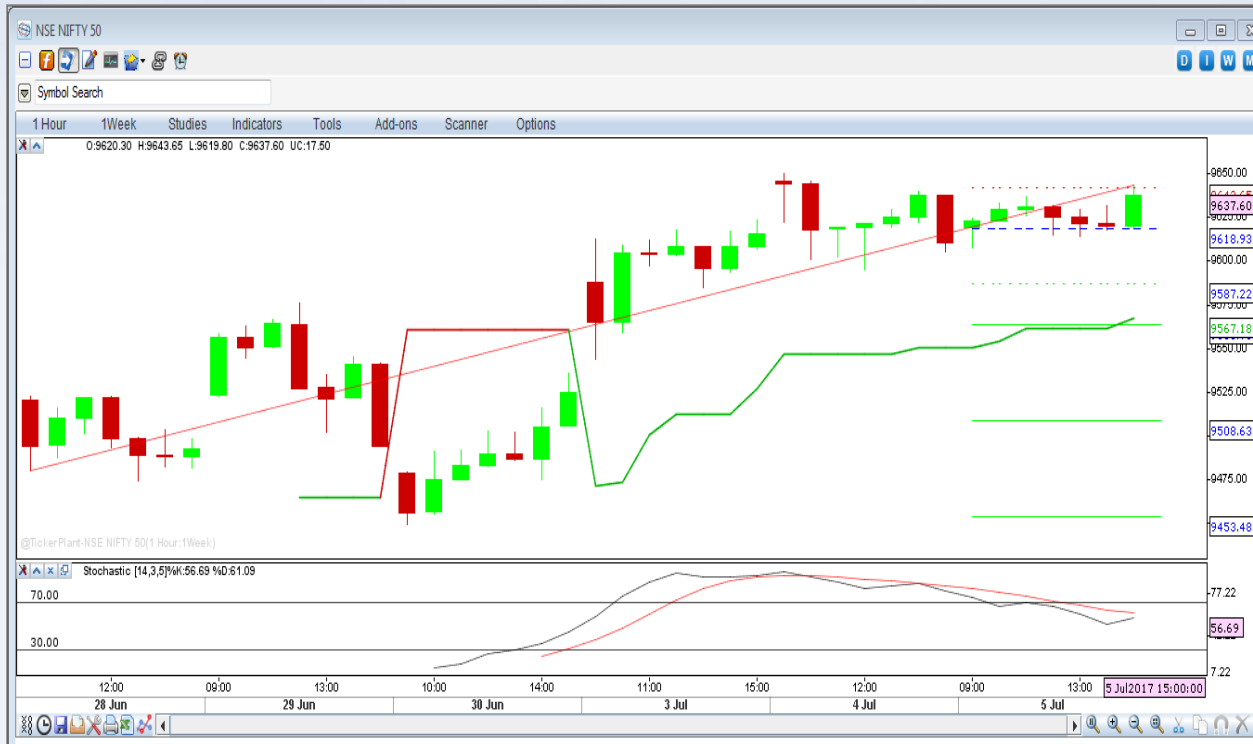 NSE NIFTY 50
D I W M
Symbol Search
1 Hour 1Week Studies Indicators Tools Add-ons Scanner Options
O:9620.30 H:9643.65 L:9619.80 C:9637.60 UC:17.50
9650.00
9637.60
9618.93
9600.00
9587.22
9567.18
9550.00
9525.00
9508.63
9475.00
9453.48
@TickerPlant-NSE NIFTY 50(1 Hour:1Week)
Stochastic [14,3,5]%K:56.69 %D:61.09
70.00
77.22
56.69
30.00
7.22
12:00 09:00 13:00 10:00 14:00 11:00 15:00 12:00 09:00 13:00 5 Jul2017 15:00:00
28 Jun 29 Jun 30 Jun 3 Jul 4 Jul 5 Jul